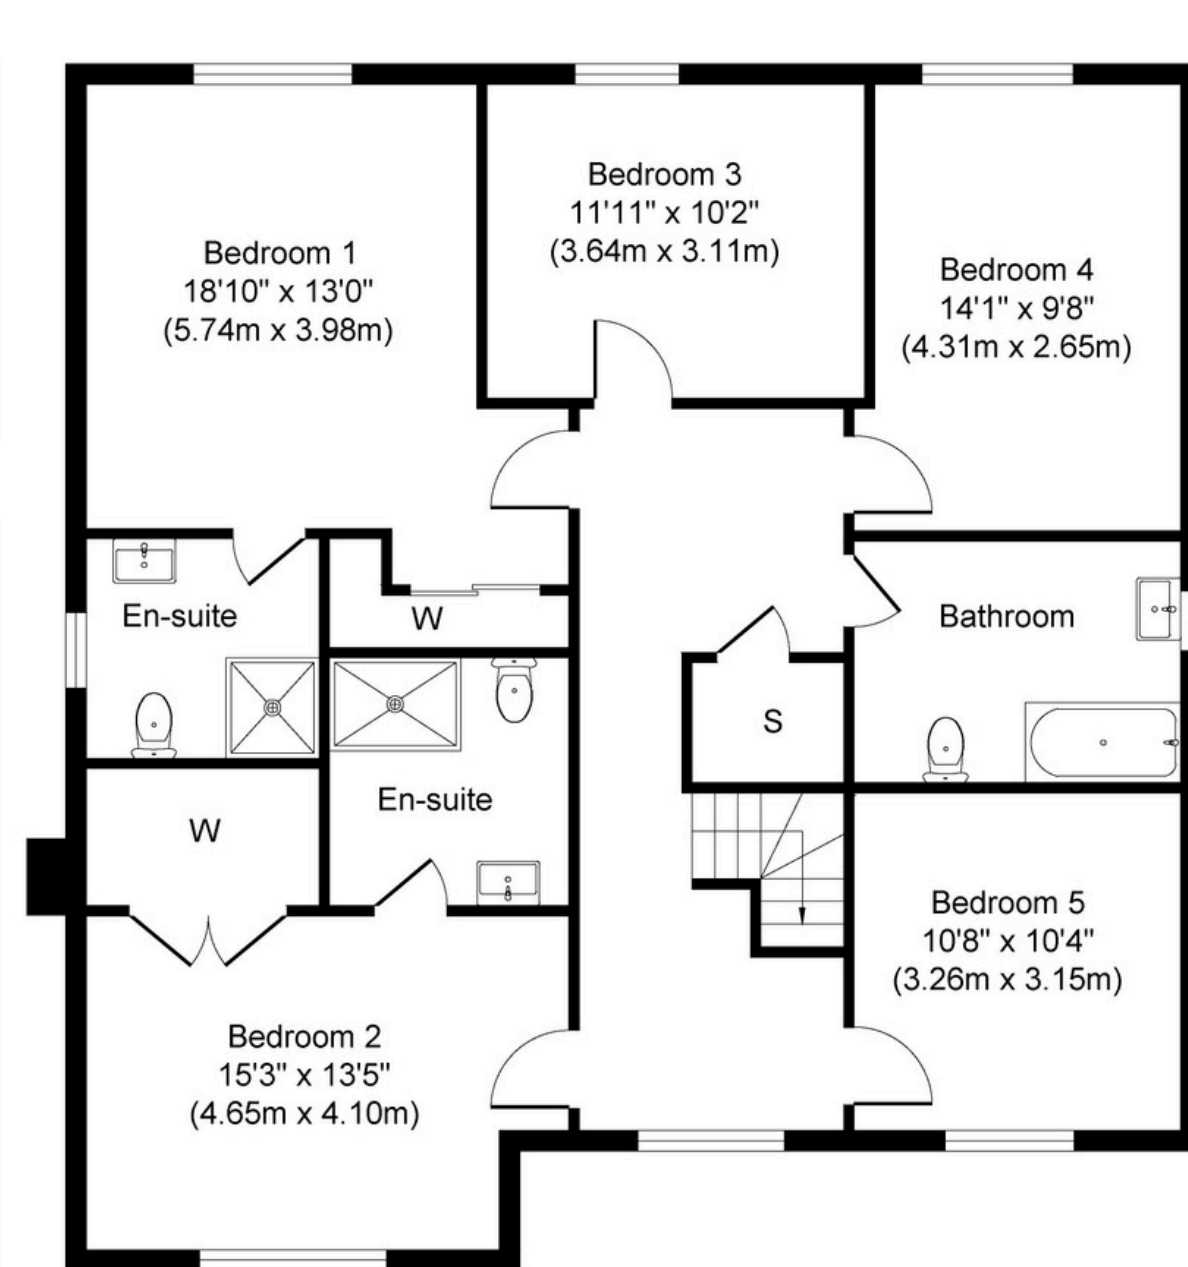 Bedroom 1
18'10" x 13'0"
(5.74m x 3.98m)
Bedroom 3
11'11" x 10'2"
(3.64m x 3.11m)
Bedroom 4
14'1" x 9'8"
(4.31m x 2.65m)
En-suite
W
Bathroom
S
En-suite
W
Bedroom 5
10'8" x 10'4"
(3.26m x 3.15m)
Bedroom 2
15'3" x 13'5"
(4.65m x 4.10m)